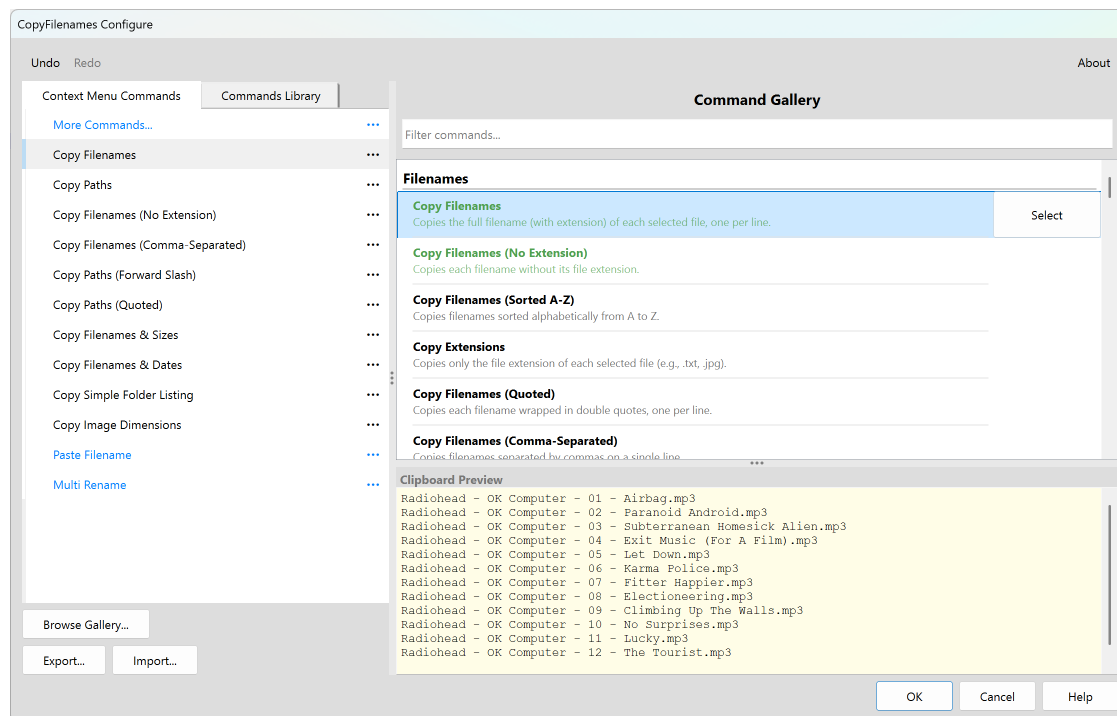 CopyFilenames Configure
Undo Redo About
Context Menu Commands Commands Library
More Commands...
Copy Filenames
Copy Paths
Copy Filenames (No Extension)
Copy Filenames (Comma-Separated)
Copy Paths (Forward Slash)
Copy Paths (Quoted)
Copy Filenames & Sizes
Copy Filenames & Dates
Copy Simple Folder Listing
Copy Image Dimensions
Paste Filename
Multi Rename
Browse Gallery...
Export... Import...
Command Gallery
Filter commands...
Filenames
Copy Filenames
Copies the full filename (with extension) of each selected file, one per line.
Select
Copy Filenames (No Extension)
Copies each filename without its file extension.
Copy Filenames (Sorted A-Z)
Copies filenames sorted alphabetically from A to Z.
Copy Extensions
Copies only the file extension of each selected file (e.g., .txt, .jpg).
Copy Filenames (Quoted)
Copies each filename wrapped in double quotes, one per line.
Copy Filenames (Comma-Separated)
Copies filenames separated by commas on a single line.
Clipboard Preview
Radiohead - OK Computer - 01 - Airbag.mp3
Radiohead - OK Computer - 02 - Paranoid Android.mp3
Radiohead - OK Computer - 03 - Subterranean Homesick Alien.mp3
Radiohead - OK Computer - 04 - Exit Music (For A Film).mp3
Radiohead - OK Computer - 05 - Let Down.mp3
Radiohead - OK Computer - 06 - Karma Police.mp3
Radiohead - OK Computer - 07 - Fitter Happier.mp3
Radiohead - OK Computer - 08 - Electioneering.mp3
Radiohead - OK Computer - 09 - Climbing Up The Walls.mp3
Radiohead - OK Computer - 10 - No Surprises.mp3
Radiohead - OK Computer - 11 - Lucky.mp3
Radiohead - OK Computer - 12 - The Tourist.mp3
OK Cancel Help